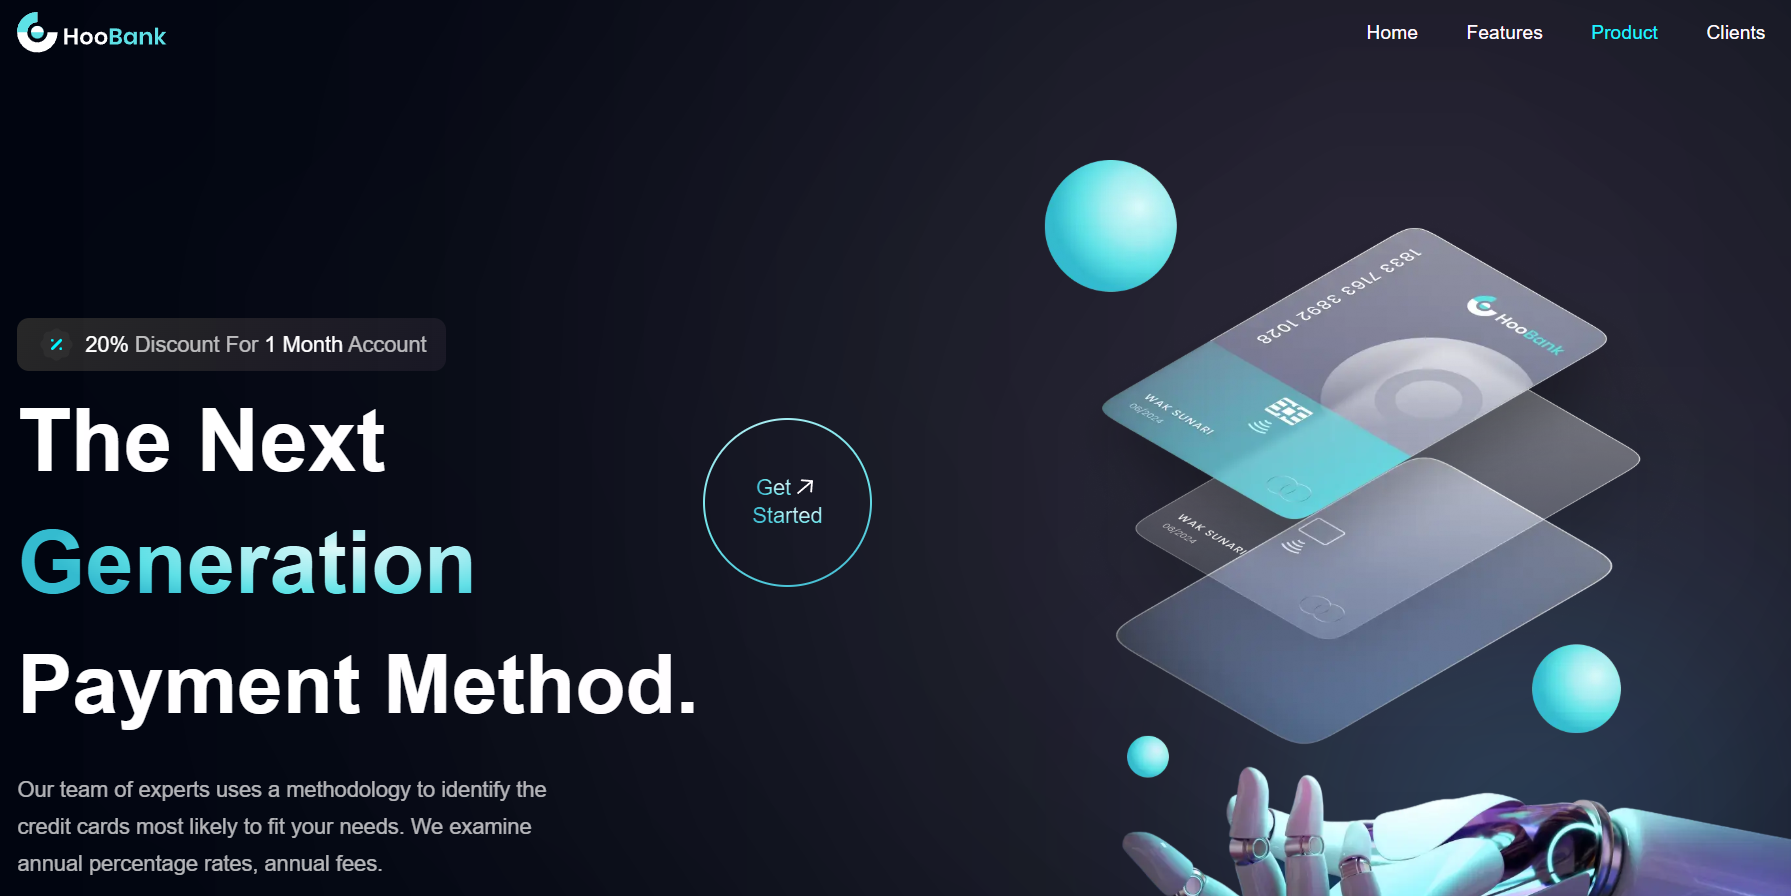 HooBank
Home
Features
Product
Clients
20% Discount For 1 Month Account
The Next
Generation
Payment Method.
Get
Started
Our team of experts uses a methodology to identify the
credit cards most likely to fit your needs. We examine
annual percentage rates, annual fees.
1833 7163 3892 1028
HooBank
WAK SUNARI
06/2024
WAK SUNARI
06/2024